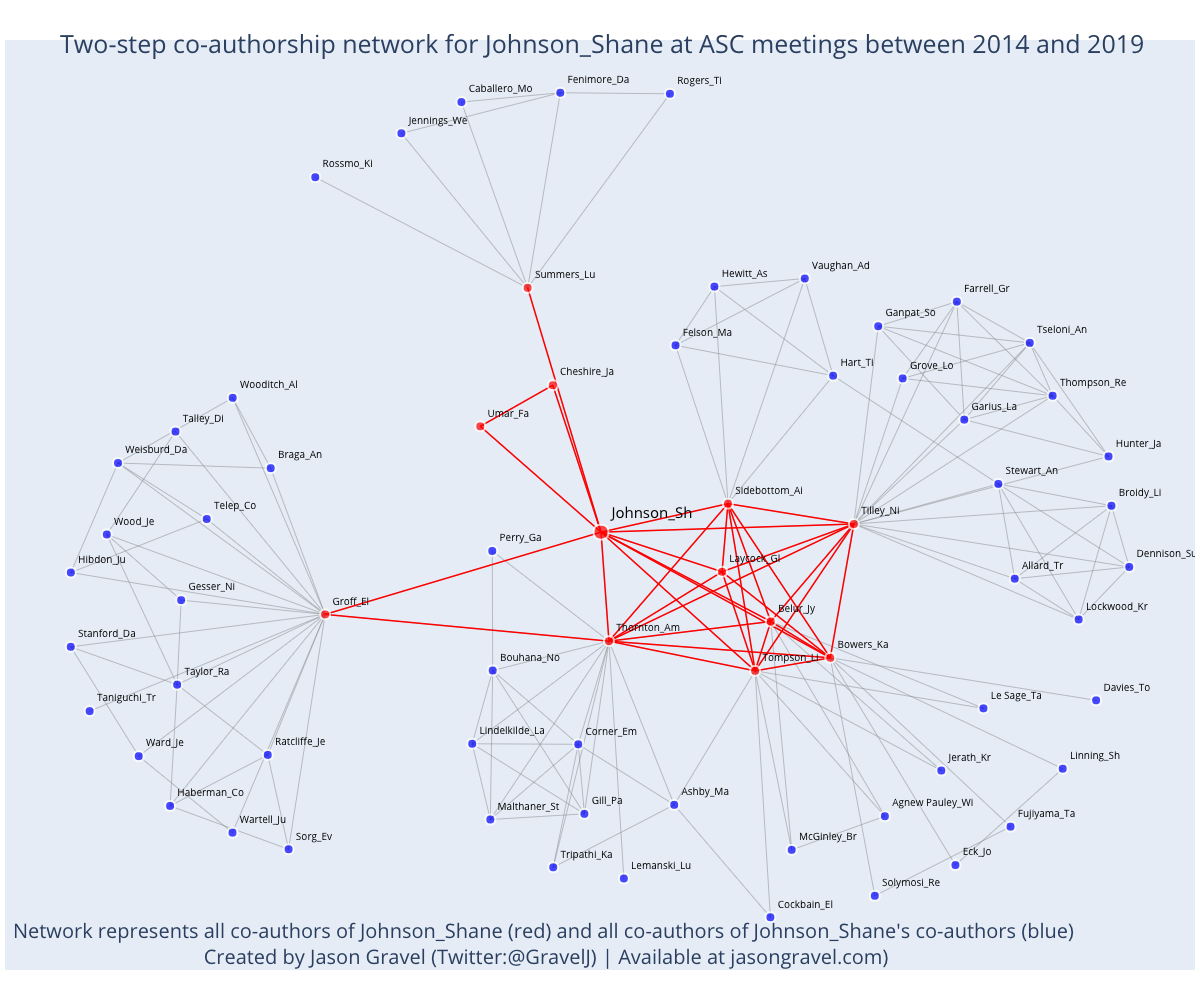 Two-step co-authorship network for Johnson_Shane at ASC meetings between 2014 and 2019
Fenimore_Da
Rogers_Ti
Caballero_Mo
Jennings_We
Rossmo_Ki
Hewitt_As
Vaughan_Ad
Summers_Lu
Farrell_Gr
Ganpat_So
Felson_Ma
Tseloni_An
Hart_Ti
Grove_Lo
Cheshire_Ja
Wooditch_Al
Thompson_Re
Garius_La
Umar_Fa
Talley_Di
Hunter_Ja
Weisburd_Da
Braga_An
Stewart_An
Sidebottom_Ai
Broidy_Li
Telep_Co
Johnson_Sh
Tilley_Ni
Wood_Je
Perry_Ga
Dennison_Su
Hibdon_Ju
Laycock_Gl
Allard_Tr
Gesser_Ni
Groff_El
Lockwood_Kr
Belur_Jy
Thornton_Am
Stanford_Da
Bowers_Ka
Tompson_Li
Bouhana_No
Taylor_Ra
Davies_To
Le Sage_Ta
Taniguchi_Tr
Lindelkilde_La
Corner_Em
Ward_Je
Ratcliffe_Je
Linning_Sh
Jerath_Kr
Ashby_Ma
Haberman_Co
Malthaner_St
Gill_Pa
Agnew Pauley_Wi
Fujiyama_Ta
Wartell_Ju
Sorg_Ev
McGinley_Br
Tripathi_Ka
Eck_Jo
Lemanski_Lu
Solymosi_Re
Cockbain_El
Network represents all co-authors of Johnson_Shane (red) and all co-authors of Johnson_Shane's co-authors (blue)
Created by Jason Gravel (Twitter:@GravelJ) | Available at jasongravel.com)